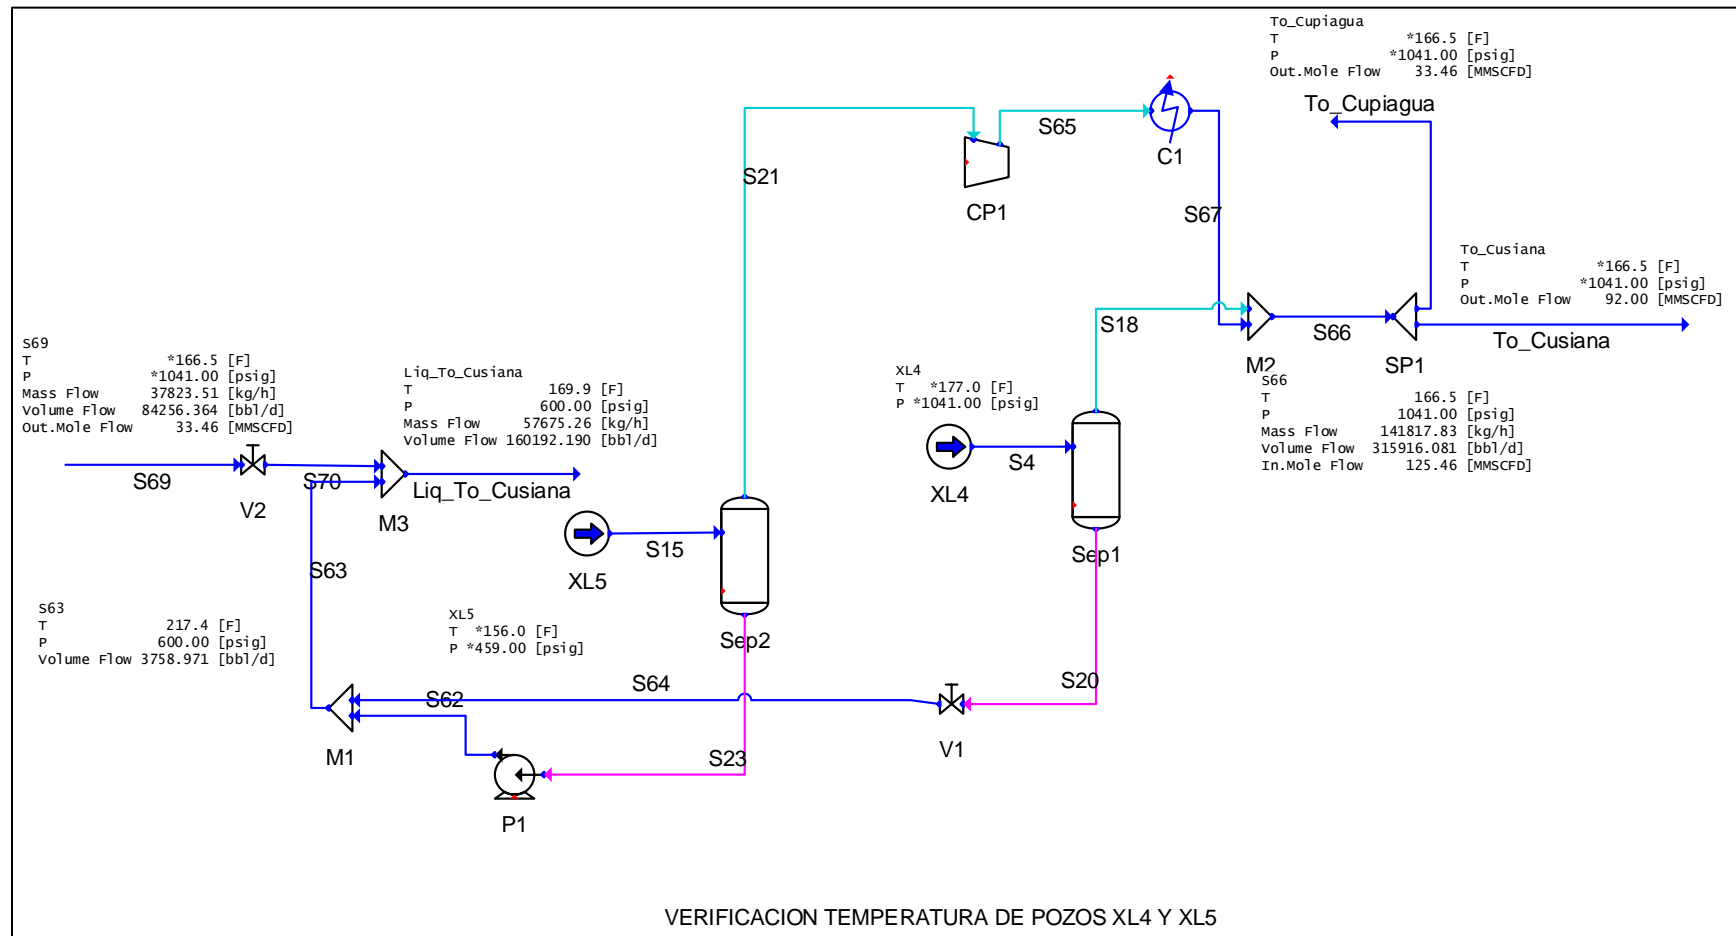 To_Cupiagua
T *166.5 [F]
P *1041.00 [psig]
Out.Mole Flow 33.46 [MMSCFD]
To_Cupiagua
S65
C1
S21
CP1
S67
To_Cusiana
T *166.5 [F]
P *1041.00 [psig]
Out.Mole Flow 92.00 [MMSCFD]
S18
S66
To_Cusiana
M2
SP1
S69
T *166.5 [F]
P *1041.00 [psig]
Mass Flow 37823.51 [kg/h]
Volume Flow 84256.364 [bbl/d]
Out.Mole Flow 33.46 [MMSCFD]
Liq_To_Cusiana
T 169.9 [F]
P 600.00 [psig]
Mass Flow 57675.26 [kg/h]
Volume Flow 160192.190 [bbl/d]
XL4
T *177.0 [F]
P *1041.00 [psig]
S66
T 166.5 [F]
P 1041.00 [psig]
Mass Flow 141817.83 [kg/h]
Volume Flow 315916.081 [bbl/d]
In.Mole Flow 125.46 [MMSCFD]
S69
S70
Liq_To_Cusiana
V2
M3
S4
XL4
S15
XL5
Sep1
S63
S63
T 217.4 [F]
P 600.00 [psig]
Volume Flow 3758.971 [bbl/d]
XL5
T *156.0 [F]
P *459.00 [psig]
Sep2
S64
S62
S20
M1
S23
V1
P1
VERIFICACION TEMPERATURA DE POZOS XL4 Y XL5